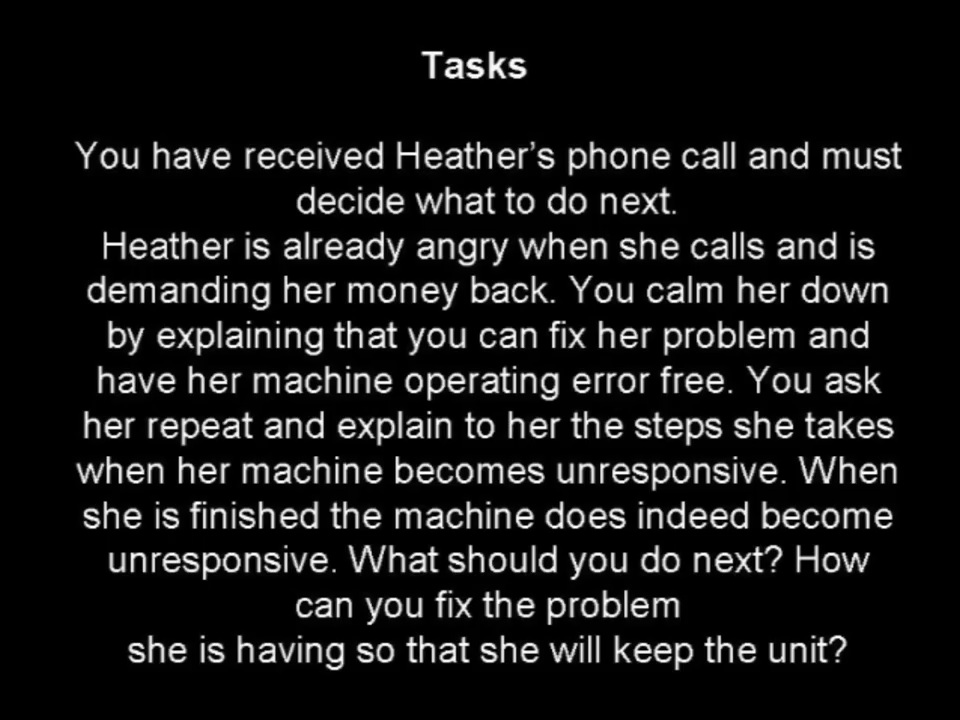 Tasks
You have received Heather's phone call and must
decide what to do next.
Heather is already angry when she calls and is
demanding her money back. You calm her down
by explaining that you can fix her problem and
have her machine operating error free. You ask
her repeat and explain to her the steps she takes
when her machine becomes unresponsive. When
she is finished the machine does indeed become
unresponsive. What should you do next? How
can you fix the problem
she is having so that she will keep the unit?